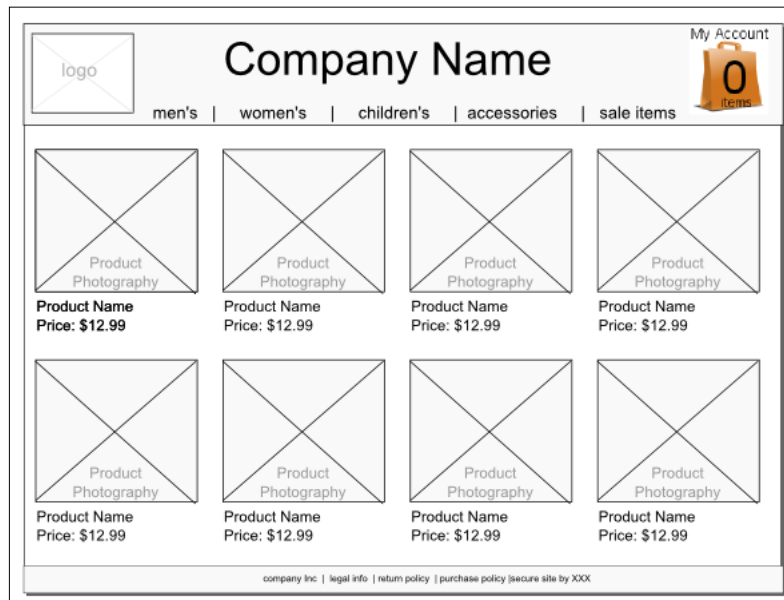 My Account
logo
Company Name
0
items
men's | women's | children's | accessories | sale items
Product Photography
Product Name
Price: $12.99
Product Photography
Product Name
Price: $12.99
Product Photography
Product Name
Price: $12.99
Product Photography
Product Name
Price: $12.99
Product Photography
Product Name
Price: $12.99
Product Photography
Product Name
Price: $12.99
Product Photography
Product Name
Price: $12.99
Product Photography
Product Name
Price: $12.99
company Inc | legal info | return policy | purchase policy |secure site by XXX